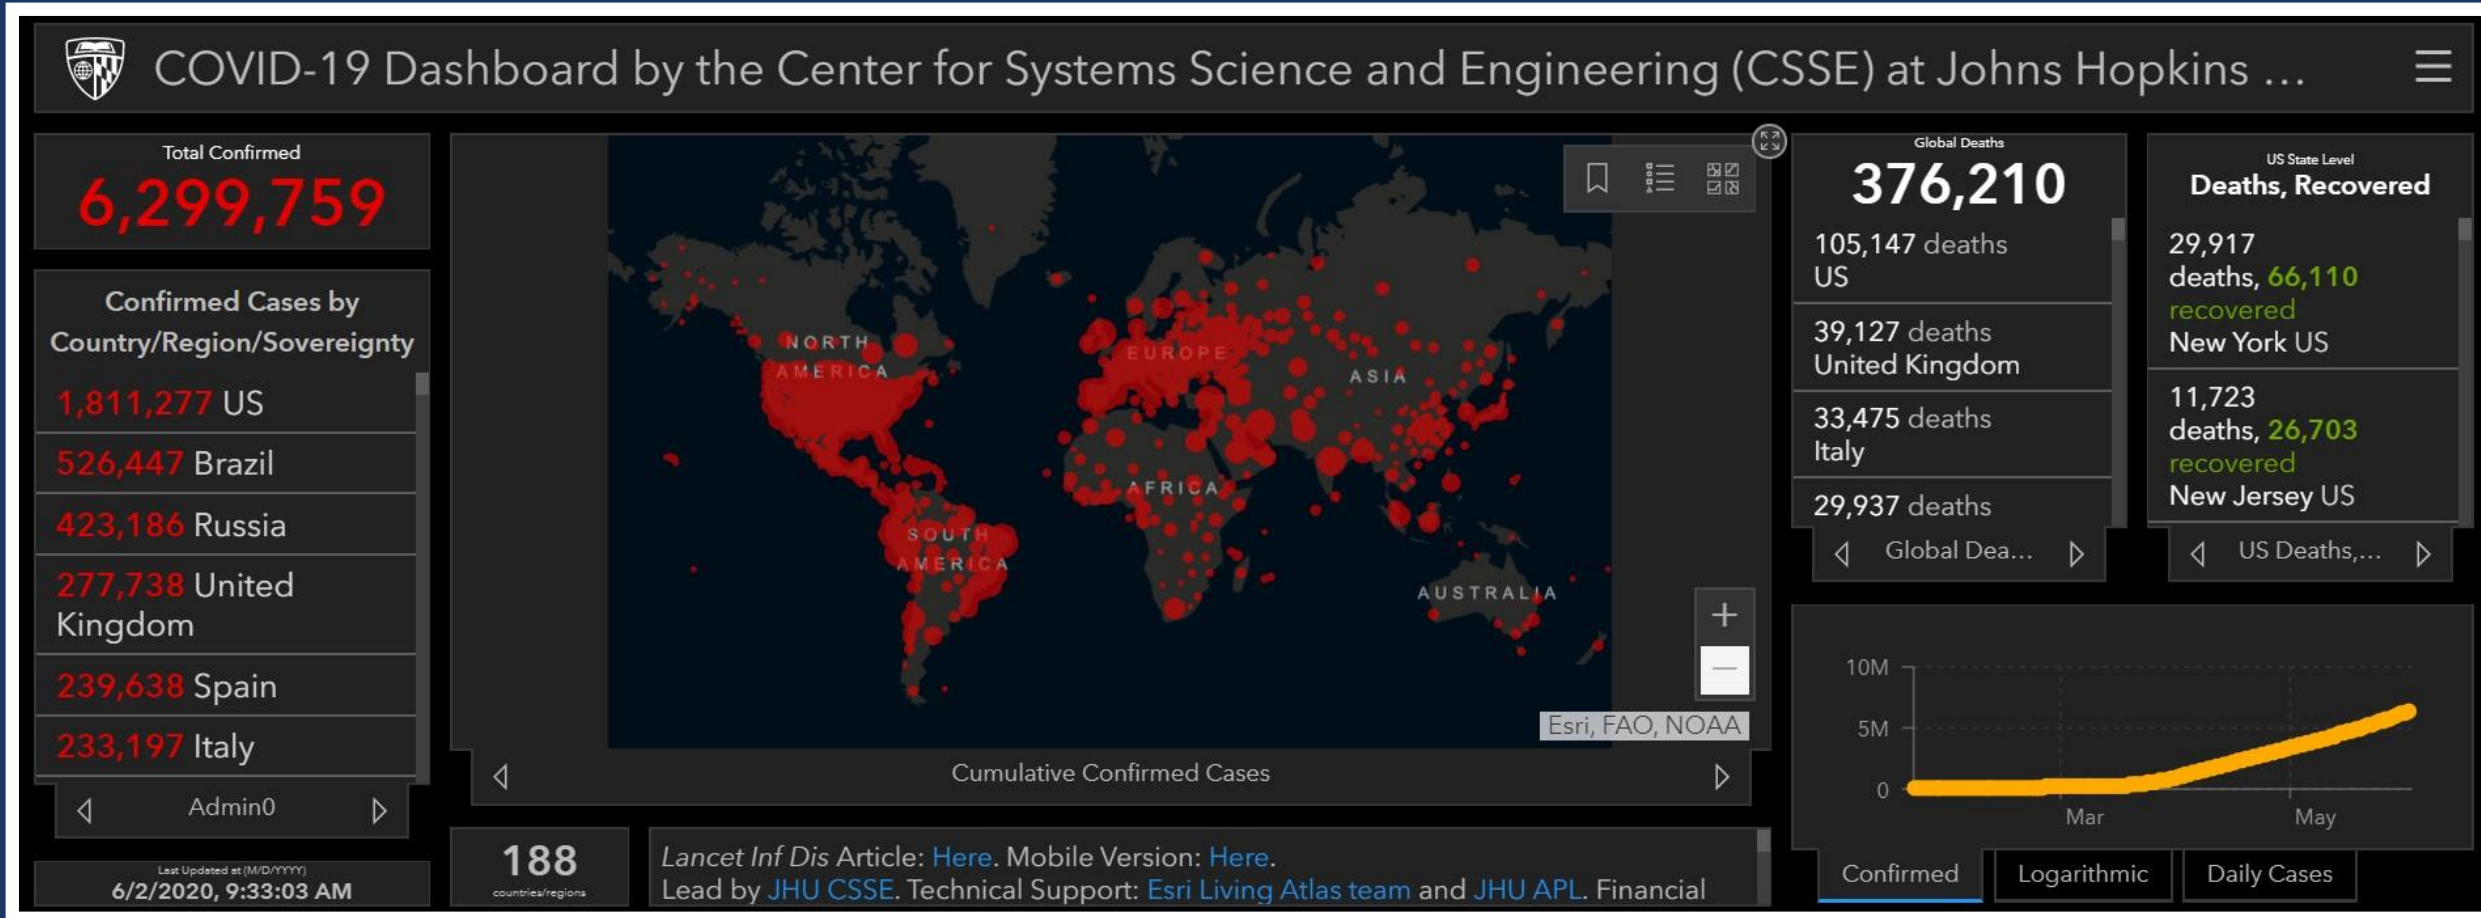 COVID-19 Dashboard by the Center for Systems Science and Engineering (CSSE) at Johns Hopkins ...
Total Confirmed
6,299,759
Confirmed Cases by
Country/Region/Sovereignty
1,811,277 US
526,447 Brazil
423,186 Russia
277,738 United
Kingdom
239,638 Spain
233,197 Italy
Admin0
Last Updated at (M/D/YYYY)
6/2/2020, 9:33:03 AM
NORTH
AMERICA
EUROPE
ASIA
AFRICA
SOUTH
AMERICA
AUSTRALIA
+
−
Esri, FAO, NOAA
Cumulative Confirmed Cases
188
countries/regions
Lancet Inf Dis Article: Here. Mobile Version: Here.
Lead by JHU CSSE. Technical Support: Esri Living Atlas team and JHU APL. Financial
Global Deaths
376,210
105,147 deaths
US
39,127 deaths
United Kingdom
33,475 deaths
Italy
29,937 deaths
Global Dea...
US State Level
Deaths, Recovered
29,917
deaths, 66,110
recovered
New York US
11,723
deaths, 26,703
recovered
New Jersey US
US Deaths,...
10M
5M
0
Mar
May
Confirmed
Logarithmic
Daily Cases